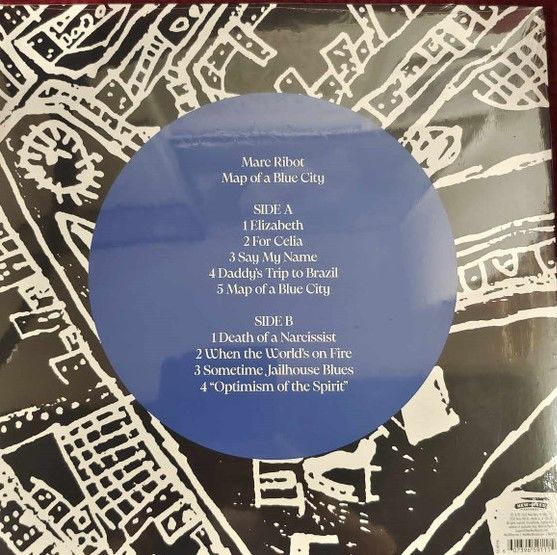 Marc Ribot
Map of a Blue City
SIDE A
1 Elizabeth
2 For Celia
3 Say My Name
4 Daddy's Trip to Brazil
5 Map of a Blue City
SIDE B
1 Death of a Narcissist
2 When the World's on Fire
3 Sometime Jailhouse Blues
4 "Optimism of the Spirit"
NEW WEST